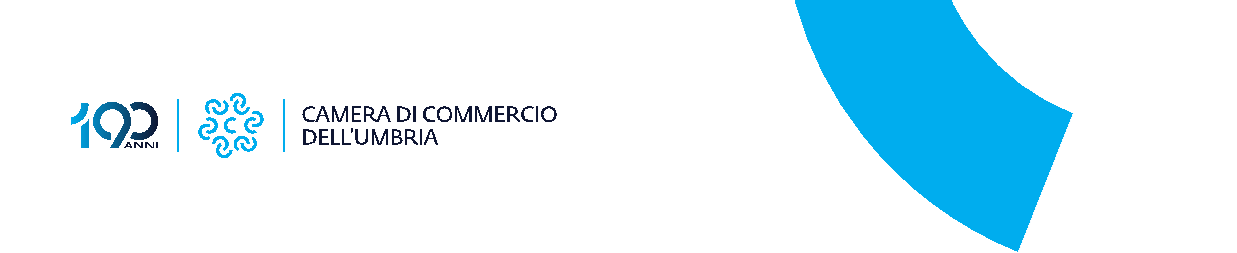 190
ANNI
CAMERA DI COMMERCIO
DELL'UMBRIA